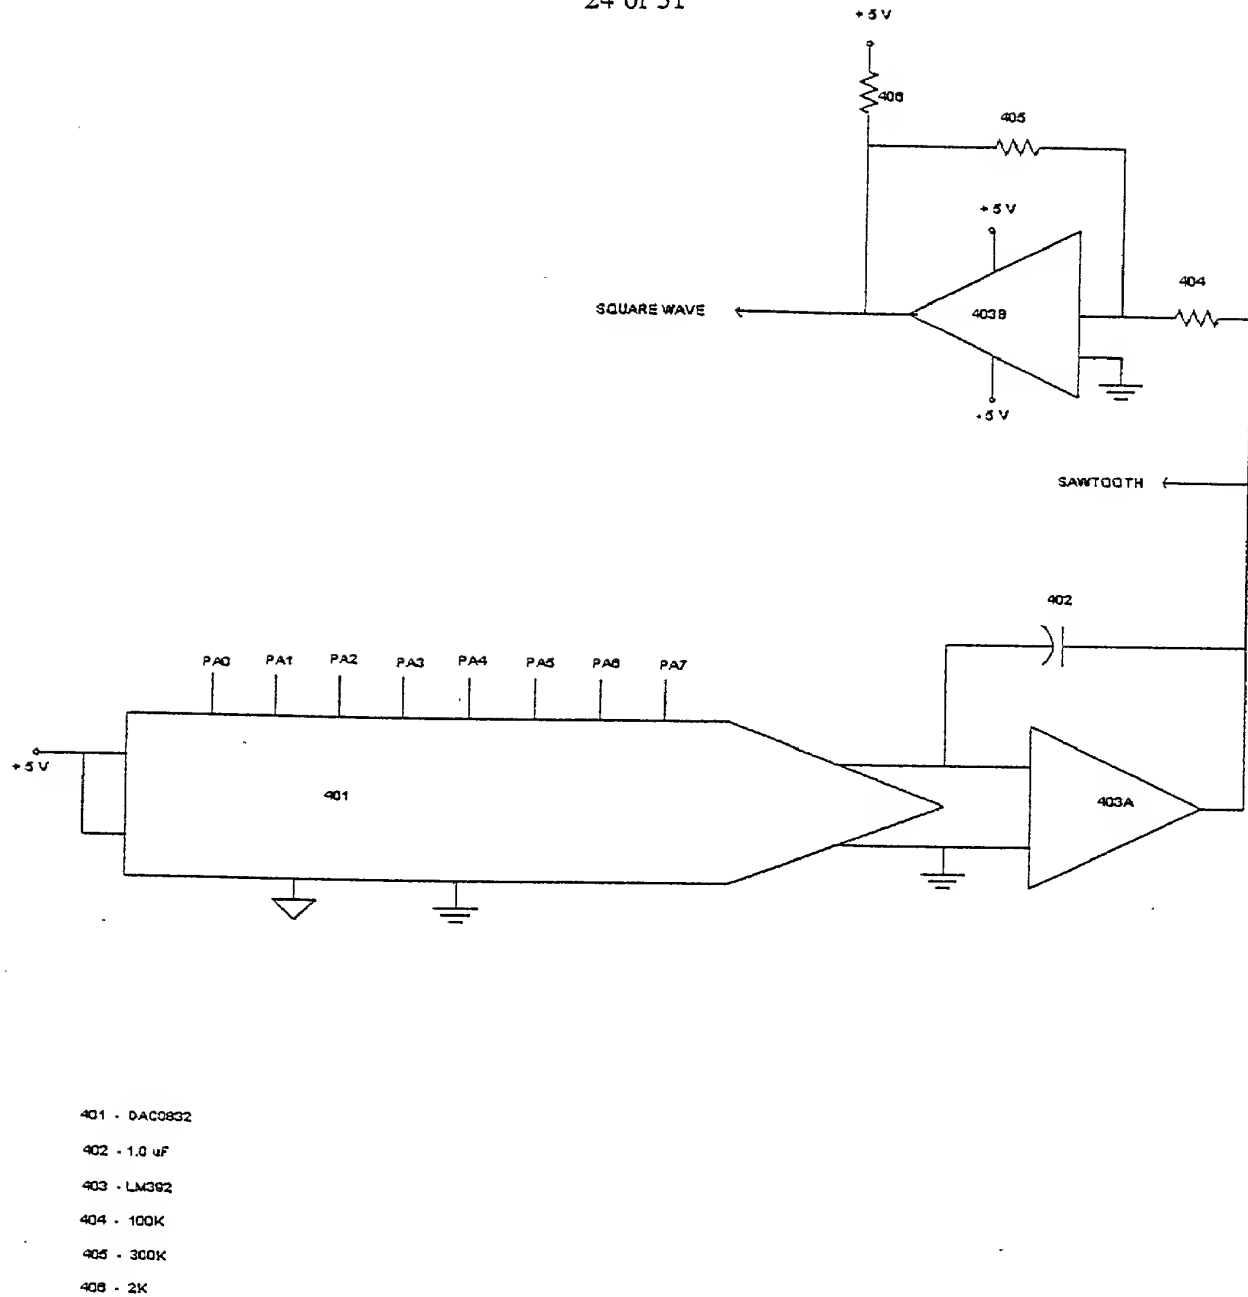 24 of 51
+5 V
406
405
+5 V
404
SQUARE WAVE
403B
+5 V
SAWTOOTH
402
PA0 PA1 PA2 PA3 PA4 PA5 PA6 PA7
+5 V
401
403A
401 - DAC0832
402 - 1.0 uF
403 - LM392
404 - 100K
405 - 300K
406 - 2K